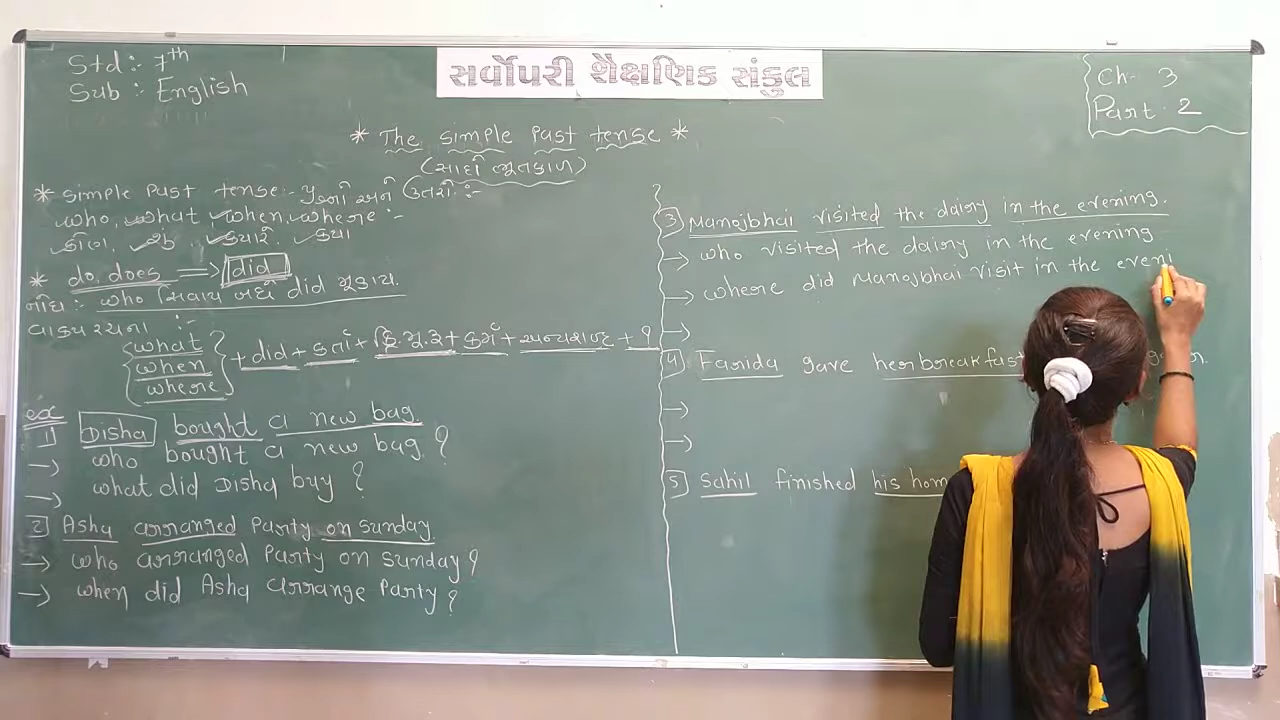 Std :- 7th
Sub :- English
સર્વોપરી શૈક્ષણિક સંકુલ
Ch- 3
Part - 2
* The simple Past tense *
(સાદો ભૂતકાળ)
* simple Past tense :-
who, what, when, where :-
કોણ, શું, ક્યારે, ક્યાં
* do, does => did
નોંધ :- who સિવાય બધાં did મૂકાય.
વાક્ય રચના :-
what
when
where
+ did + કર્તા + ક્રિ.મૂ.રૂ + કર્મ + અન્યશબ્દ + ?
ex
1] Disha bought a new bag
-> who bought a new bag ?
-> what did Disha buy ?
2] Asha arranged Party on sunday
-> who arranged Party on sunday ?
-> when did Asha arrange Party ?
3] Manojbhai visited the dairy in the evening.
-> who visited the dairy in the evening
-> where did Manojbhai visit in the eveni
->
4] Farida gave her breakfast
->
->
5] Sahil finished his hom